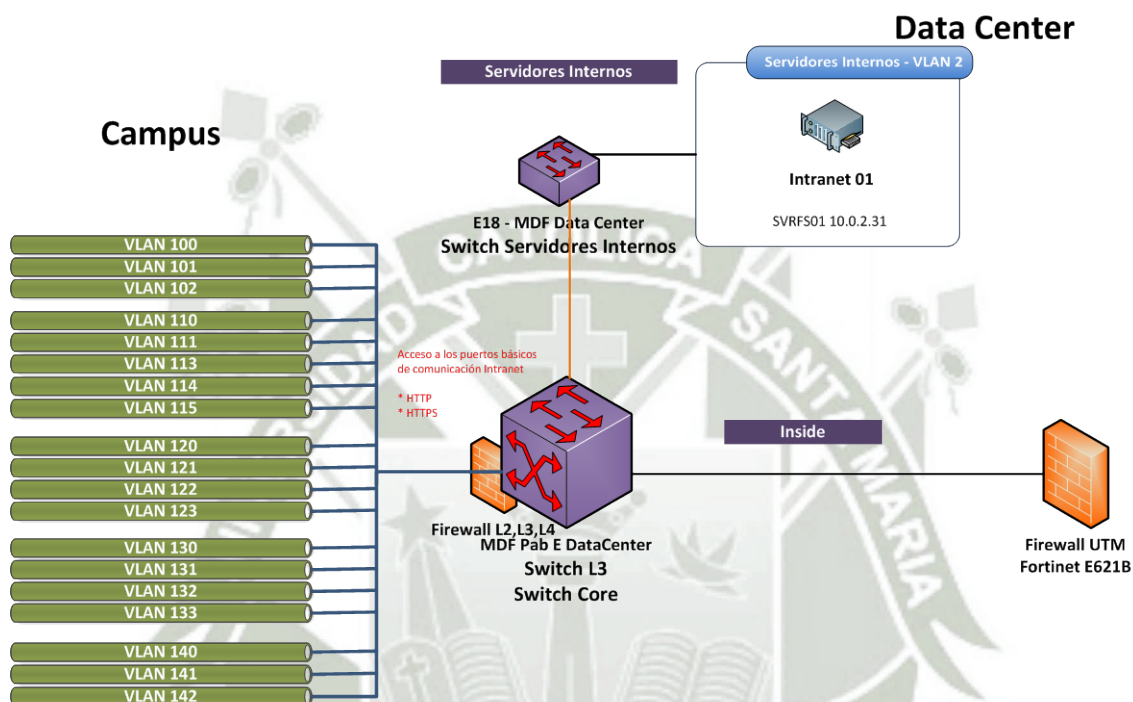 Data Center
Servidores Internos
Servidores Internos - VLAN 2
Campus
Intranet 01
SVRFS01 10.0.2.31
E18 - MDF Data Center
Switch Servidores Internos
VLAN 100
VLAN 101
VLAN 102
VLAN 110
VLAN 111
VLAN 113
VLAN 114
VLAN 115
VLAN 120
VLAN 121
VLAN 122
VLAN 123
VLAN 130
VLAN 131
VLAN 132
VLAN 133
VLAN 140
VLAN 141
VLAN 142
Acceso a los puertos básicos
de comunicación Intranet
* HTTP
* HTTPS
Inside
Firewall L2,L3,L4
MDF Pab E DataCenter
Switch L3
Switch Core
Firewall UTM
Fortinet E621B
UNIVERSIDAD CATOLICA SANTA MARIA